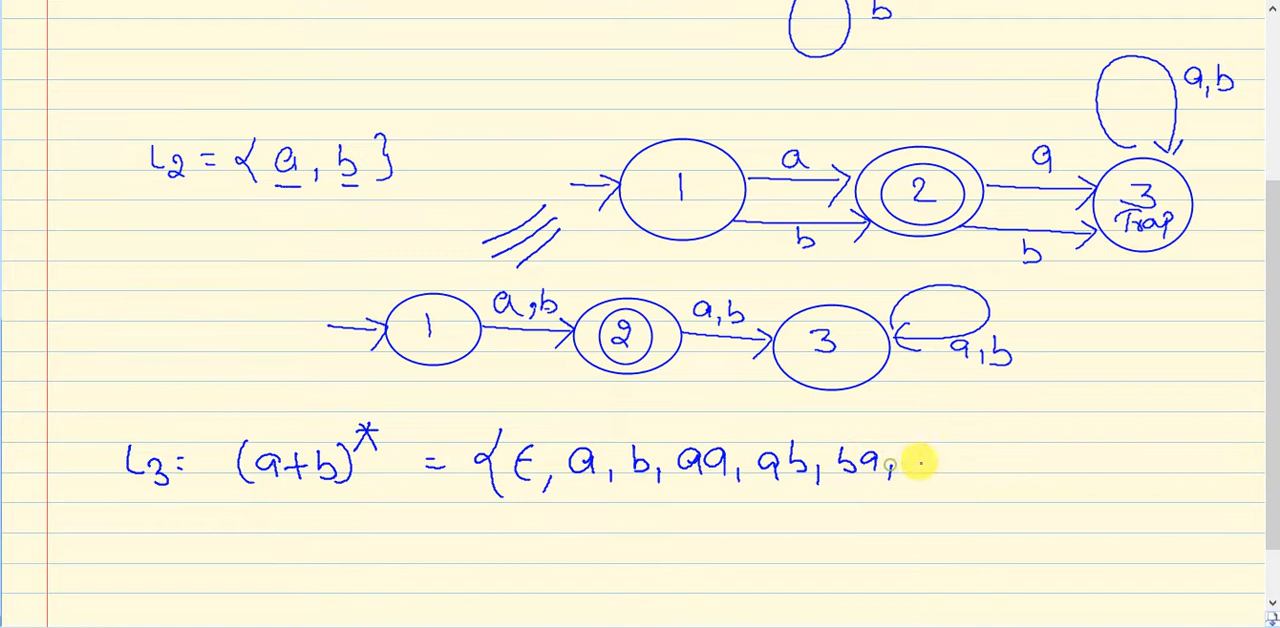 b
a,b
L2 = { a, b }
1 a 2 a 3
b b Trap
1 a,b 2 a,b 3 a,b
L3 = (a+b)* = { ε, a, b, aa, ab, ba,